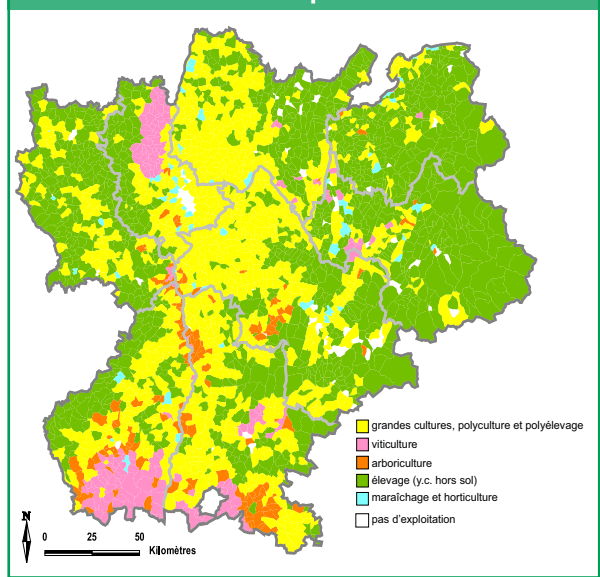 grandes cultures, polyculture et polyélevage
viticulture
arboriculture
élevage (y.c. hors sol)
maraîchage et horticulture
pas d'exploitation
N
0 25 50
Kilomètres